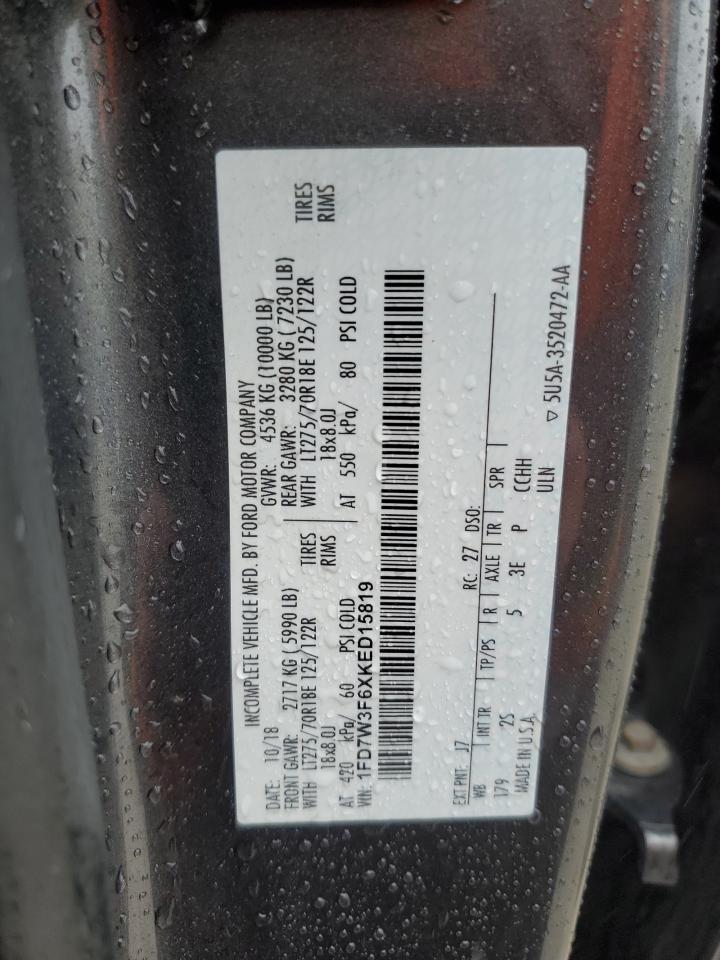 INCOMPLETE VEHICLE MFD. BY FORD MOTOR COMPANY
DATE: 10/18 GVWR: 4536 KG (10000 LB)
FRONT GAWR: 2717 KG ( 5990 LB) REAR GAWR: 3280 KG ( 7230 LB)
WITH LT275/70R18E 125/122R TIRES WITH LT275/70R18E 125/122R TIRES
18x8.0J RIMS 18x8.0J RIMS
AT 420 kPa/ 60 PSI COLD AT 550 kPa/ 80 PSI COLD
VIN: 1FD7W3F6XKED15819
EXT PNT: J7 RC: 27 DSO:
WB INT TR TP/PS R AXLE TR SPR
179 2S 5 3E P CCHH
MADE IN U.S.A. ULN
▽ 5U5A-3520472-AA